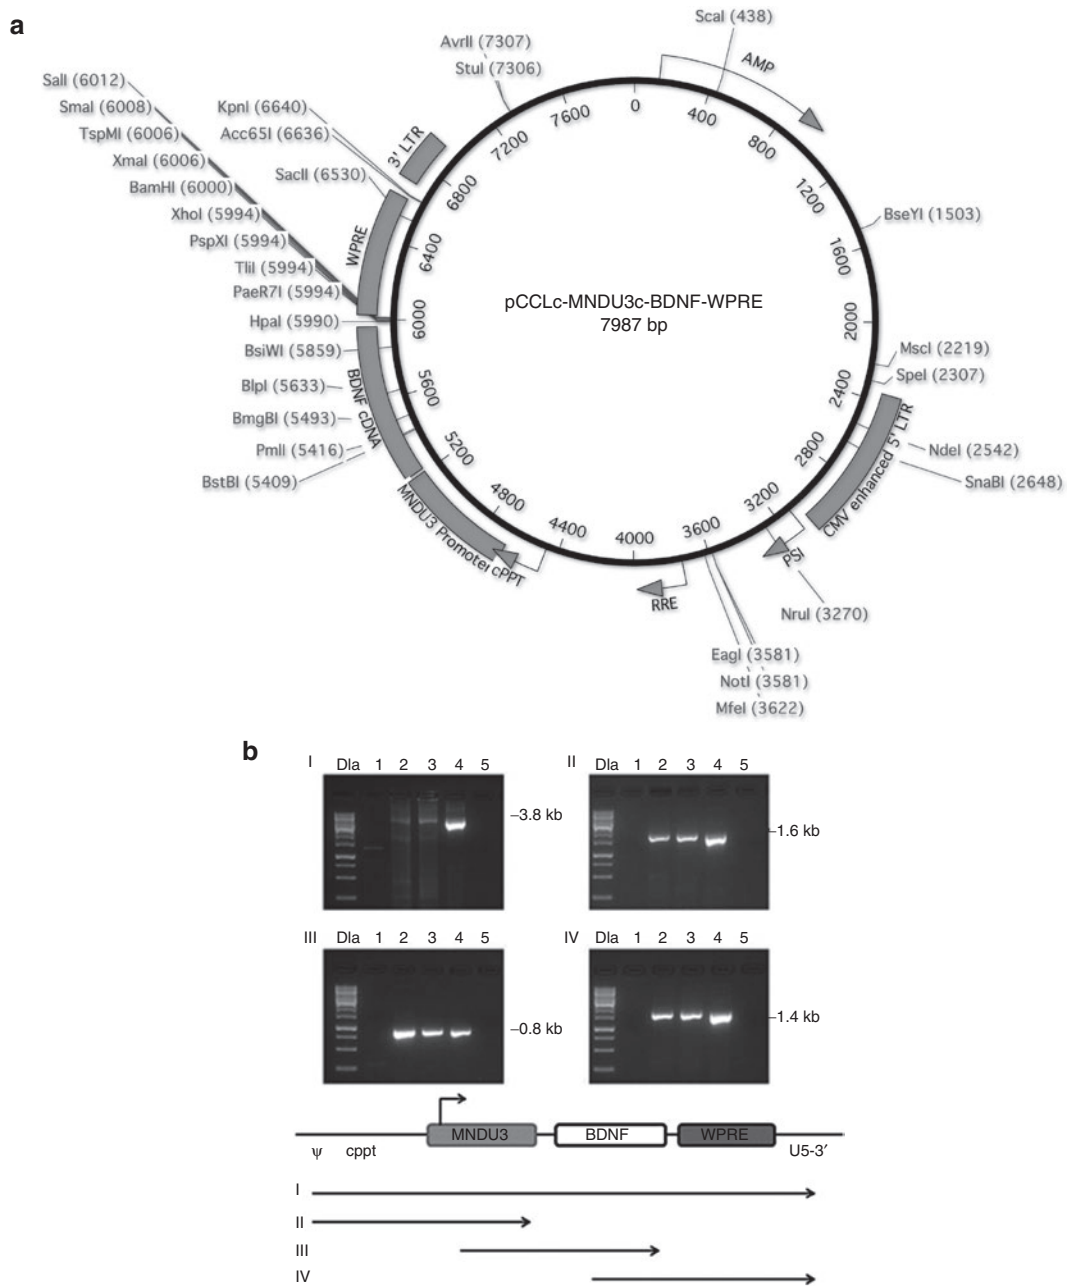 a
ScaI (438)
AMP
AvrII (7307)
StuI (7306)
SalI (6012)
SmaI (6008)
TspMI (6006)
XmaI (6006)
BamHI (6000)
XhoI (5994)
PspXI (5994)
TliI (5994)
PaeR7I (5994)
HpaI (5990)
BsiWI (5859)
BlpI (5633)
BmgBI (5493)
PmlI (5416)
BstBI (5409)
KpnI (6640)
Acc65I (6636)
SacII (6530)
3' LTR
WPRE
BDNF cDNA
MNDU3 Promoter
cPPT
0
400
800
1200
1600
2000
2400
2800
3200
3600
4000
4400
4800
5200
5600
6000
6400
6800
7200
7600
pCCLc-MNDU3c-BDNF-WPRE
7987 bp
BseYI (1503)
MscI (2219)
SpeI (2307)
CMV enhanced 5' LTR
NdeI (2542)
SnaBI (2648)
PSI
NruI (3270)
RRE
EagI (3581)
NotI (3581)
MfeI (3622)
b
I Dla 1 2 3 4 5
–3.8 kb
II Dla 1 2 3 4 5
–1.6 kb
III Dla 1 2 3 4 5
–0.8 kb
IV Dla 1 2 3 4 5
–1.4 kb
MNDU3 BDNF WPRE
ψ cppt U5-3′
I
II
III
IV